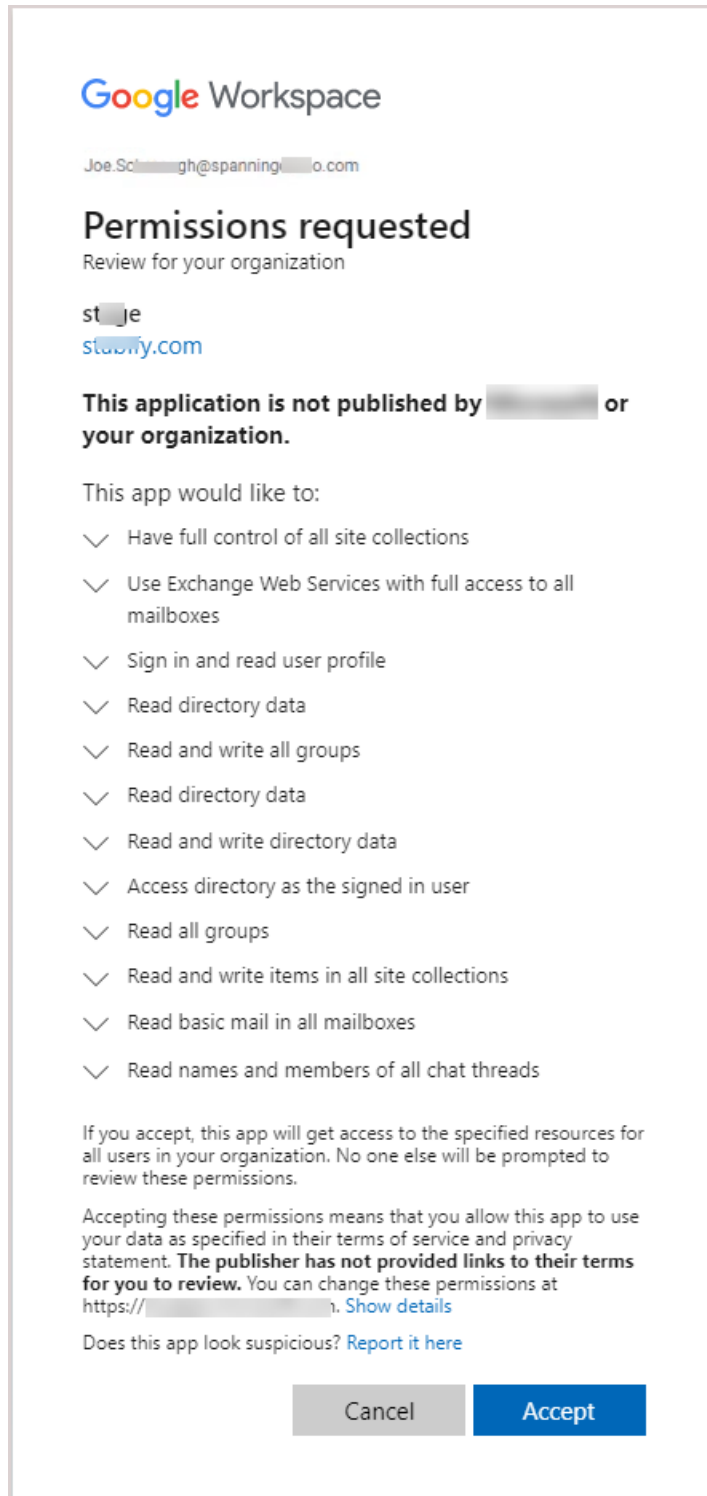 Google Workspace
Permissions requested
Review for your organization
This application is not published by or
your organization.
This app would like to:
Have full control of all site collections
Use Exchange Web Services with full access to all
mailboxes
Sign in and read user profile
Read directory data
Read and write all groups
Read directory data
Read and write directory data
Access directory as the signed in user
Read all groups
Read and write items in all site collections
Read basic mail in all mailboxes
Read names and members of all chat threads
If you accept, this app will get access to the specified resources for
all users in your organization. No one else will be prompted to
review these permissions.
Accepting these permissions means that you allow this app to use
your data as specified in their terms of service and privacy
statement. The publisher has not provided links to their terms
for you to review. You can change these permissions at
https:// Show details
Does this app look suspicious? Report it here
Cancel
Accept